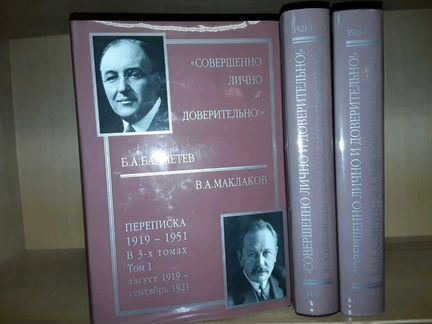 «СОВЕРШЕННО
ЛИЧНО
И
ДОВЕРИТЕЛЬНО!»
Б.А.БАХМЕТЕВ
В.А.МАКЛАКОВ
ПЕРЕПИСКА
1919 – 1951
В 3-х томах
Том 1
август 1919 –
сентябрь 1921
«СОВЕРШЕННО ЛИЧНО И ДОВЕРИТЕЛЬНО!»
«СОВЕРШЕННО ЛИЧНО И ДОВЕРИТЕЛЬНО!»